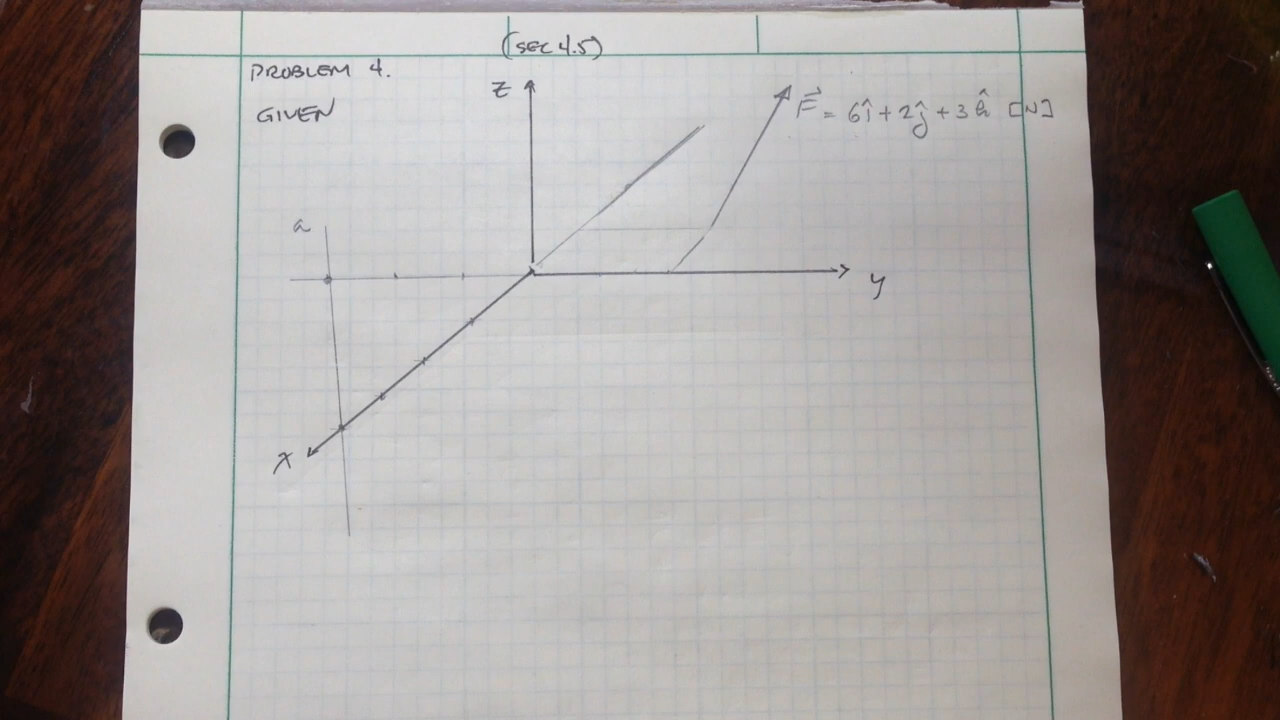 (SEC 4.5)
PROBLEM 4.
GIVEN
z
F⃗ = 6î + 2ĵ + 3k̂ [N]
a
y
x